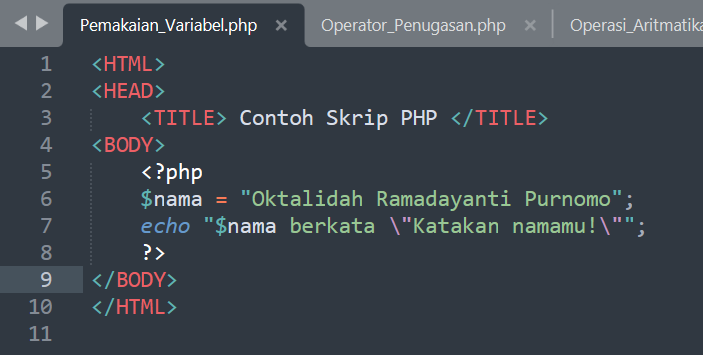 Pemakaian_Variabel.php × Operator_Penugasan.php × Operasi_Aritmatika
1 <HTML>
2 <HEAD>
3 <TITLE> Contoh Skrip PHP </TITLE>
4 <BODY>
5 <?php
6 $nama = "Oktalidah Ramadayanti Purnomo";
7 echo "$nama berkata \"Katakan namamu!\"";
8 ?>
9 </BODY>
10 </HTML>
11